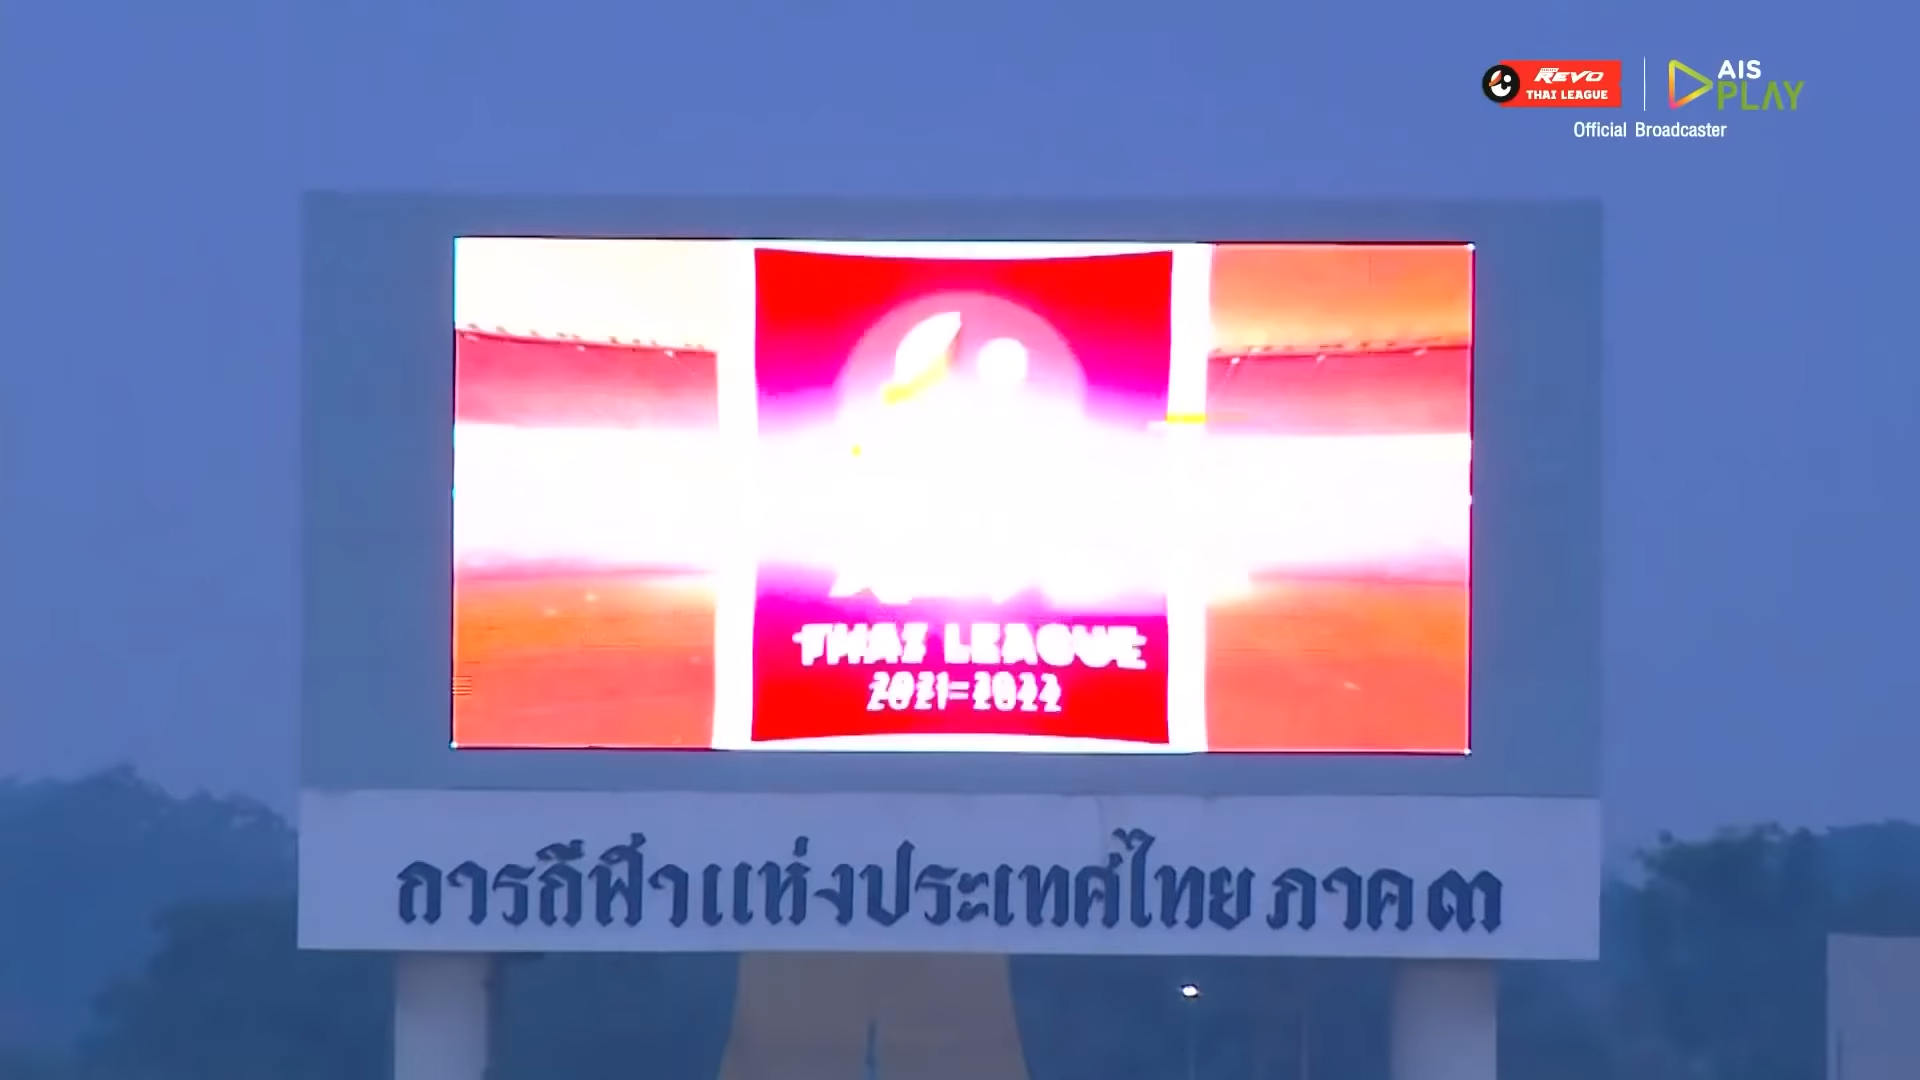 REVO
THAI LEAGUE
AIS
PLAY
Official Broadcaster
THAI LEAGUE
2021-2022
การกีฬาแห่งประเทศไทย ภาค ๓